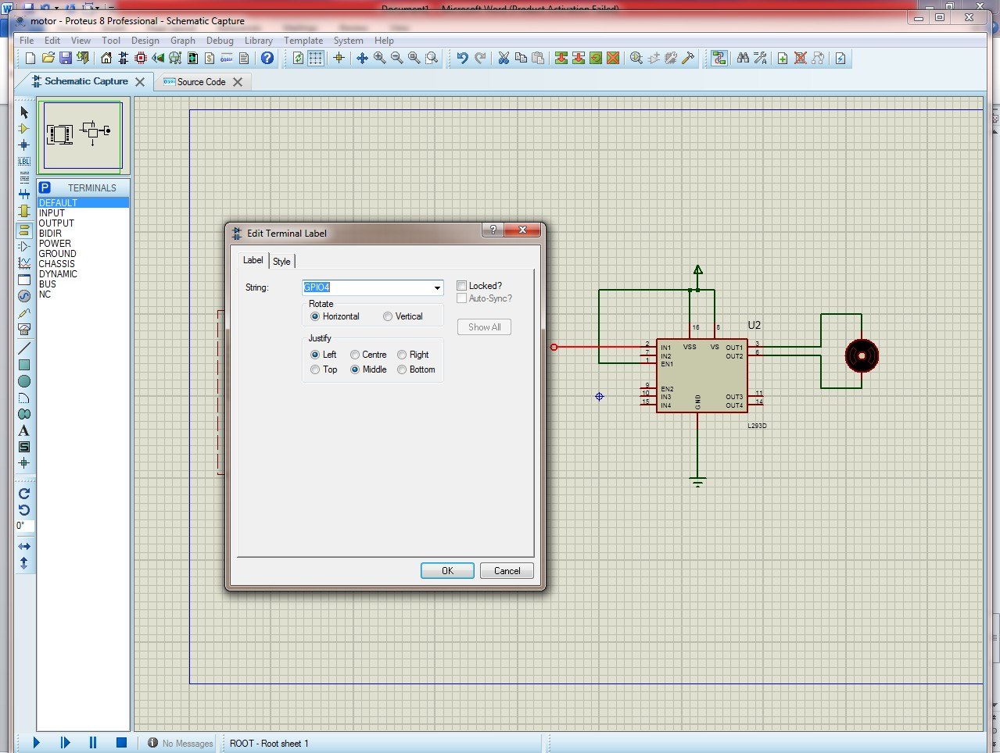 Document1 - Microsoft Word (Product Activation Failed)
motor - Proteus 8 Professional - Schematic Capture
File Edit View Tool Design Graph Debug Library Template System Help
Schematic Capture Source Code
LBL
P TERMINALS
DEFAULT
INPUT
OUTPUT
BIDIR
POWER
GROUND
CHASSIS
DYNAMIC
BUS
NC
A
S
0°
Edit Terminal Label
Label Style
String: GPIO4 Locked?
Auto-Sync?
Rotate
Horizontal Vertical Show All
Justify
Left Centre Right
Top Middle Bottom
OK Cancel
16 8 U2
2 IN1 VSS VS OUT1 3
7 IN2 OUT2 6
1 EN1
9 EN2
10 IN3 GND OUT3 11
15 IN4 OUT4 14
L293D
No Messages ROOT - Root sheet 1